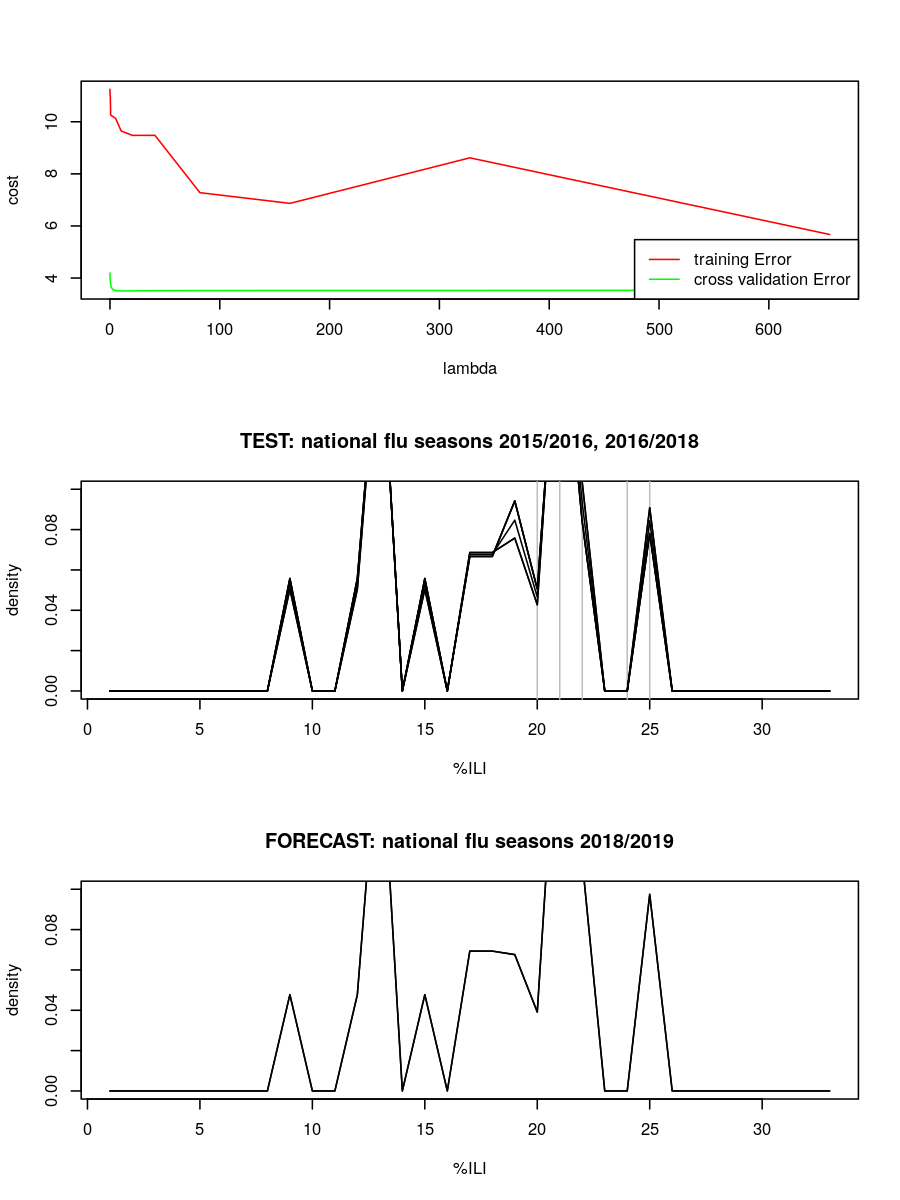 10
8
6
4
cost
training Error
cross validation Error
0 100 200 300 400 500 600
lambda
TEST: national flu seasons 2015/2016, 2016/2018
0.08
0.04
0.00
density
0 5 10 15 20 25 30
%ILI
FORECAST: national flu seasons 2018/2019
0.08
0.04
0.00
density
0 5 10 15 20 25 30
%ILI